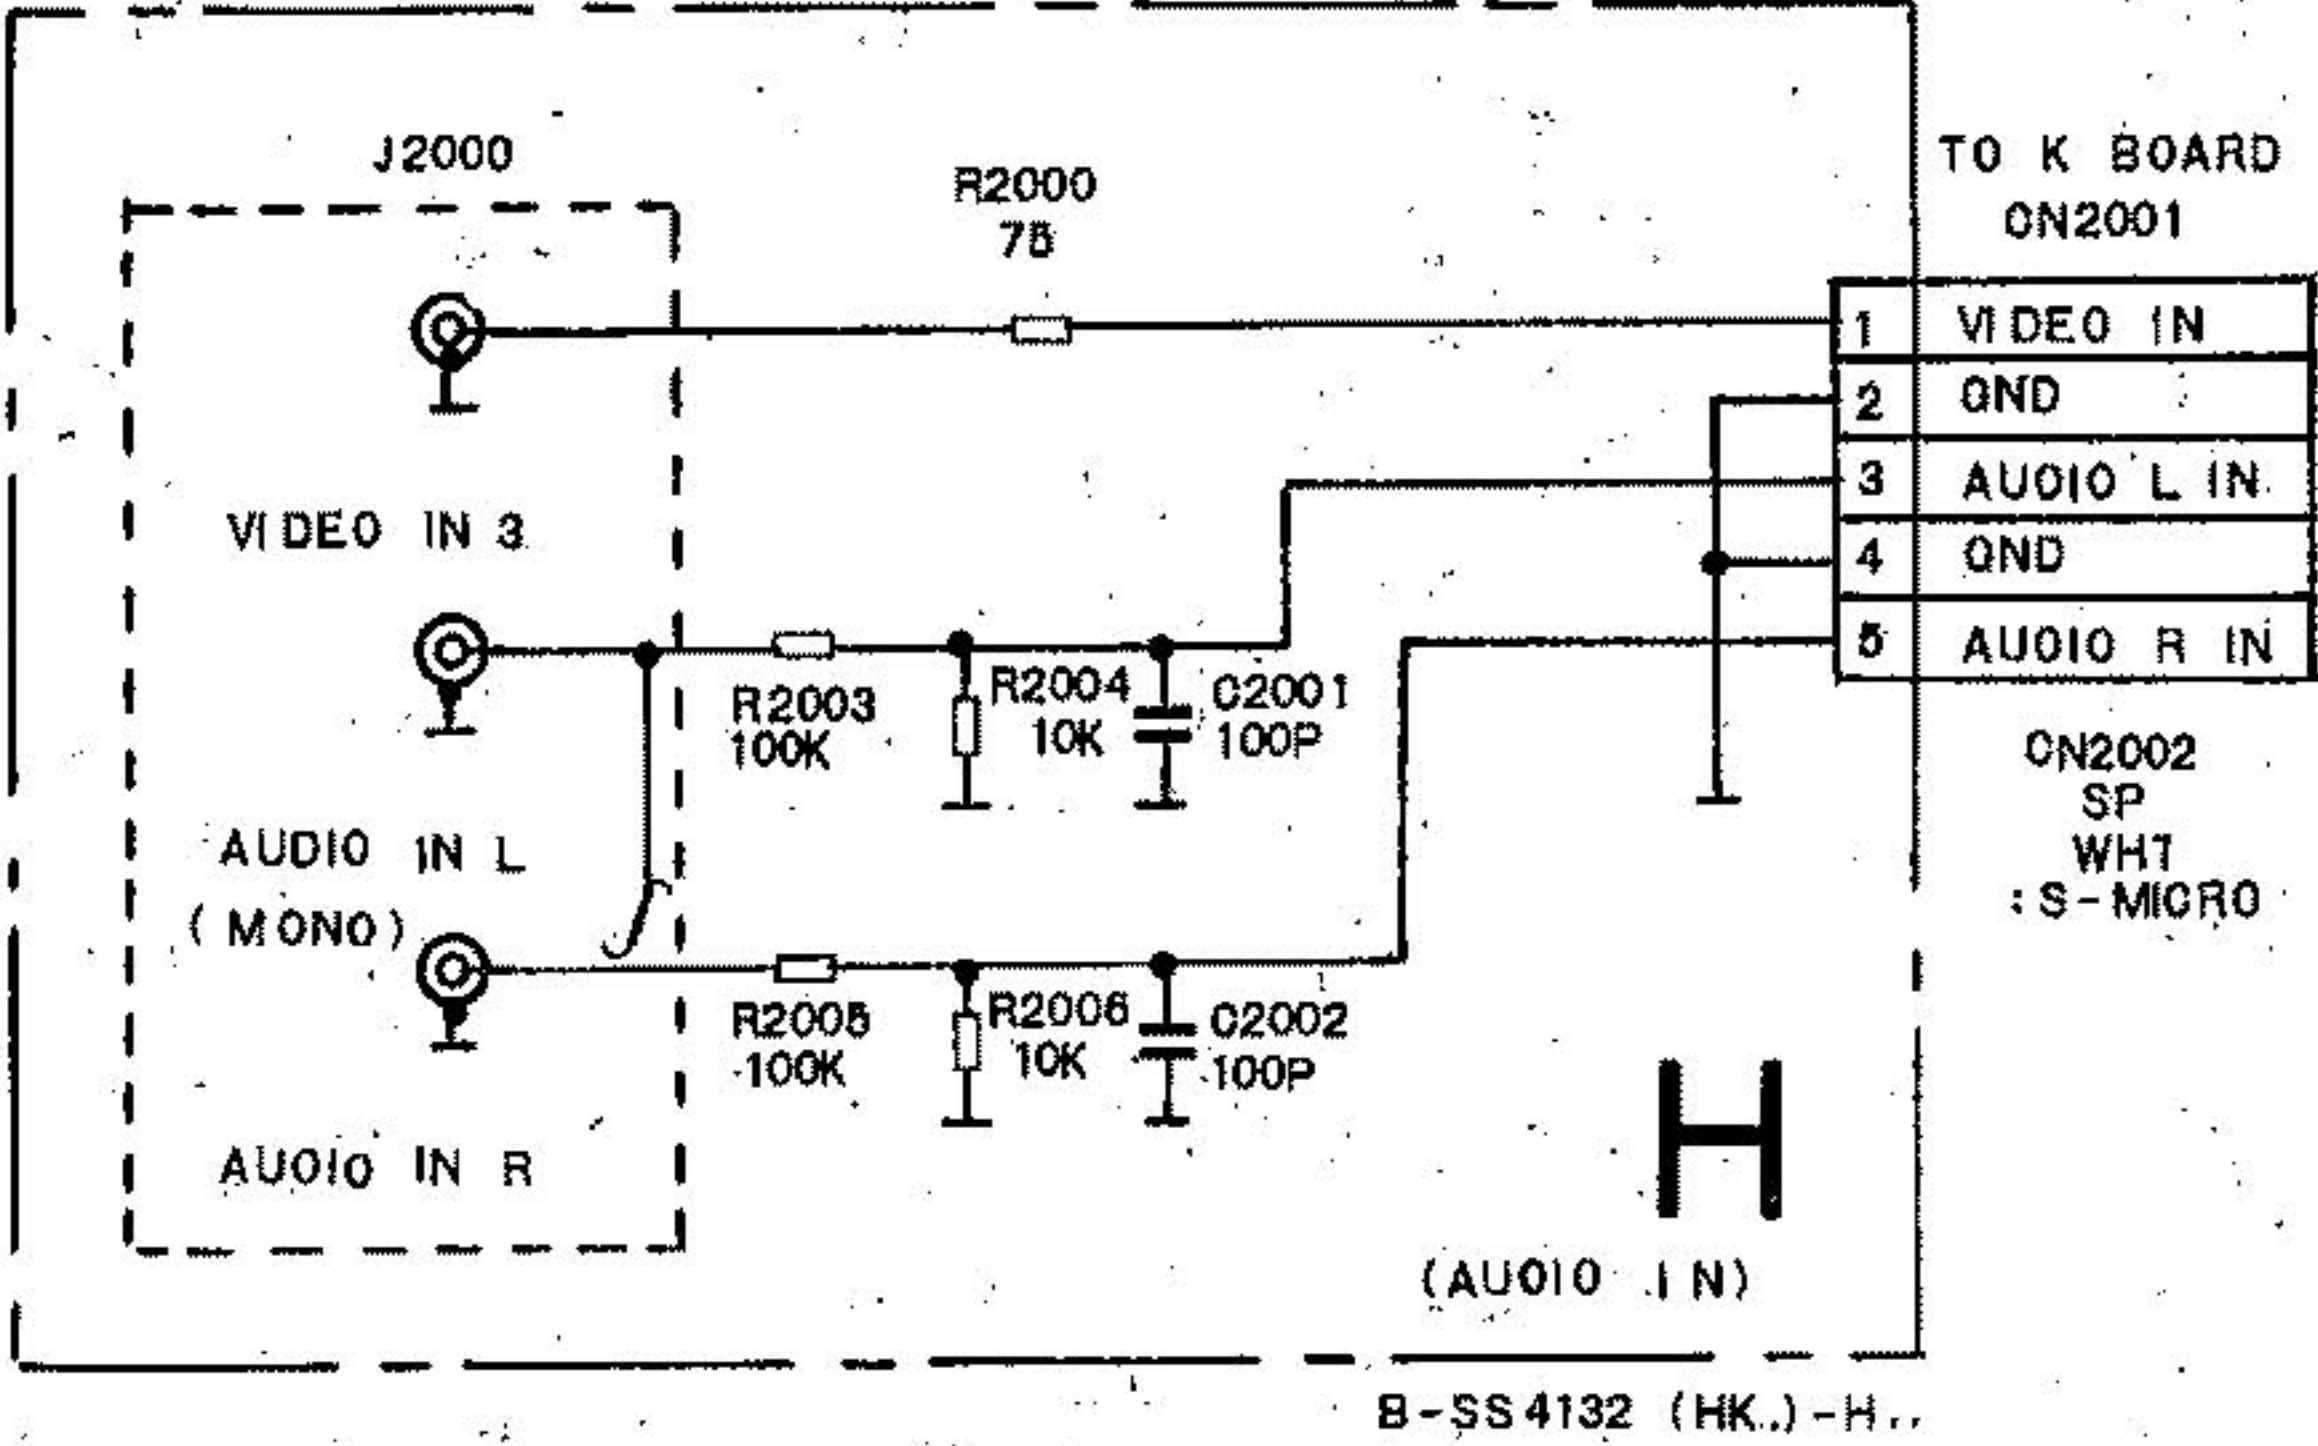 J2000
R2000
75
TO K BOARD
CN2001
1 VIDEO IN
2 GND
3 AUDIO L IN
4 GND
5 AUDIO R IN
CN2002
SP
WHT
:S-MICRO
VIDEO IN 3
R2003
100K
R2004
10K
C2001
100P
AUDIO IN L
(MONO)
R2005
100K
R2006
10K
C2002
100P
AUDIO IN R
H
(AUDIO IN)
B-SS4132 (HK.)-H..